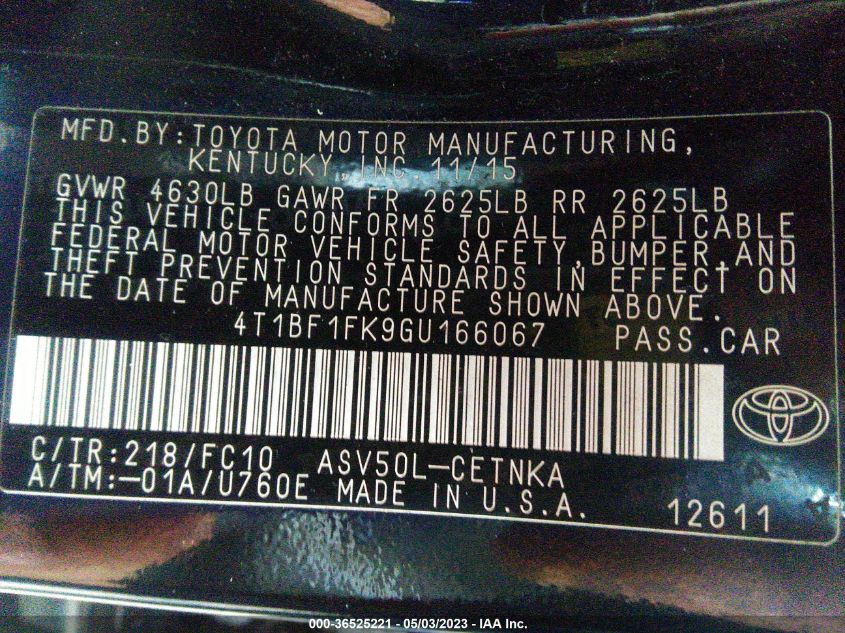 MFD.BY:TOYOTA MOTOR MANUFACTURING,
KENTUCKY, INC. 11/15
GVWR 4630LB GAWR FR 2625LB RR 2625LB
THIS VEHICLE CONFORMS TO ALL APPLICABLE
FEDERAL MOTOR VEHICLE SAFETY,BUMPER,AND
THEFT PREVENTION STANDARDS IN EFFECT ON
THE DATE OF MANUFACTURE SHOWN ABOVE.
4T1BF1FK9GU166067 PASS.CAR
C/TR:218/FC10 ASV50L-CETNKA
A/TM:-01A/U760E MADE IN U.S.A.
12611
000-36525221 - 05/03/2023 - IAA Inc.